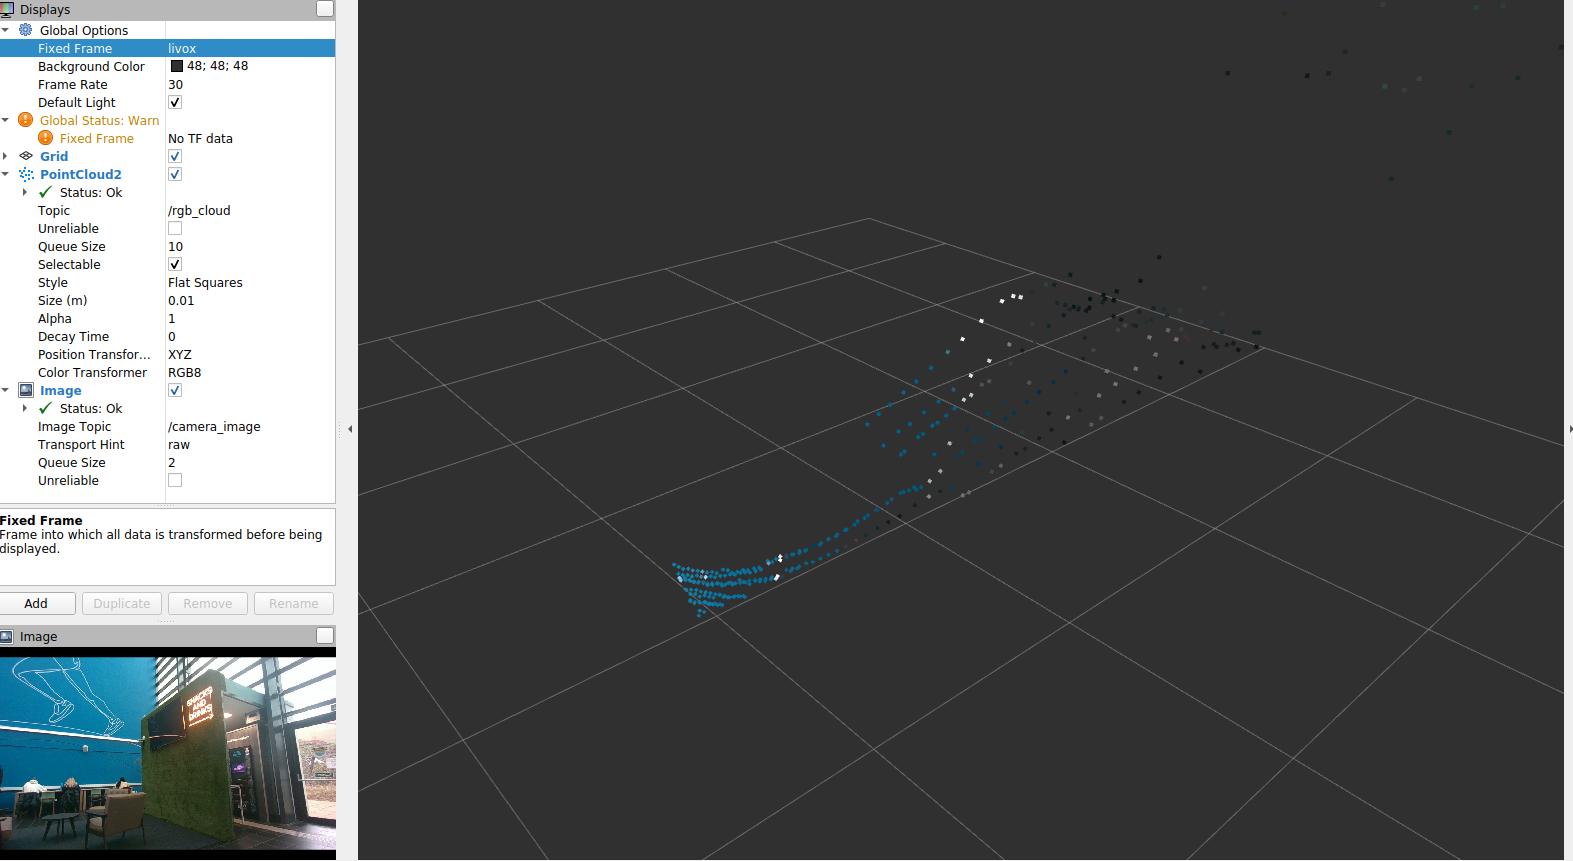 Displays
Global Options
Fixed Frame livox
Background Color 48; 48; 48
Frame Rate 30
Default Light
Global Status: Warn
Fixed Frame No TF data
Grid
PointCloud2
Status: Ok
Topic /rgb_cloud
Unreliable
Queue Size 10
Selectable
Style Flat Squares
Size (m) 0.01
Alpha 1
Decay Time 0
Position Transfor... XYZ
Color Transformer RGB8
Image
Status: Ok
Image Topic /camera_image
Transport Hint raw
Queue Size 2
Unreliable
Fixed Frame
Frame into which all data is transformed before being
displayed.
Add Duplicate Remove Rename
Image
SNACKS
AND
DRINKS